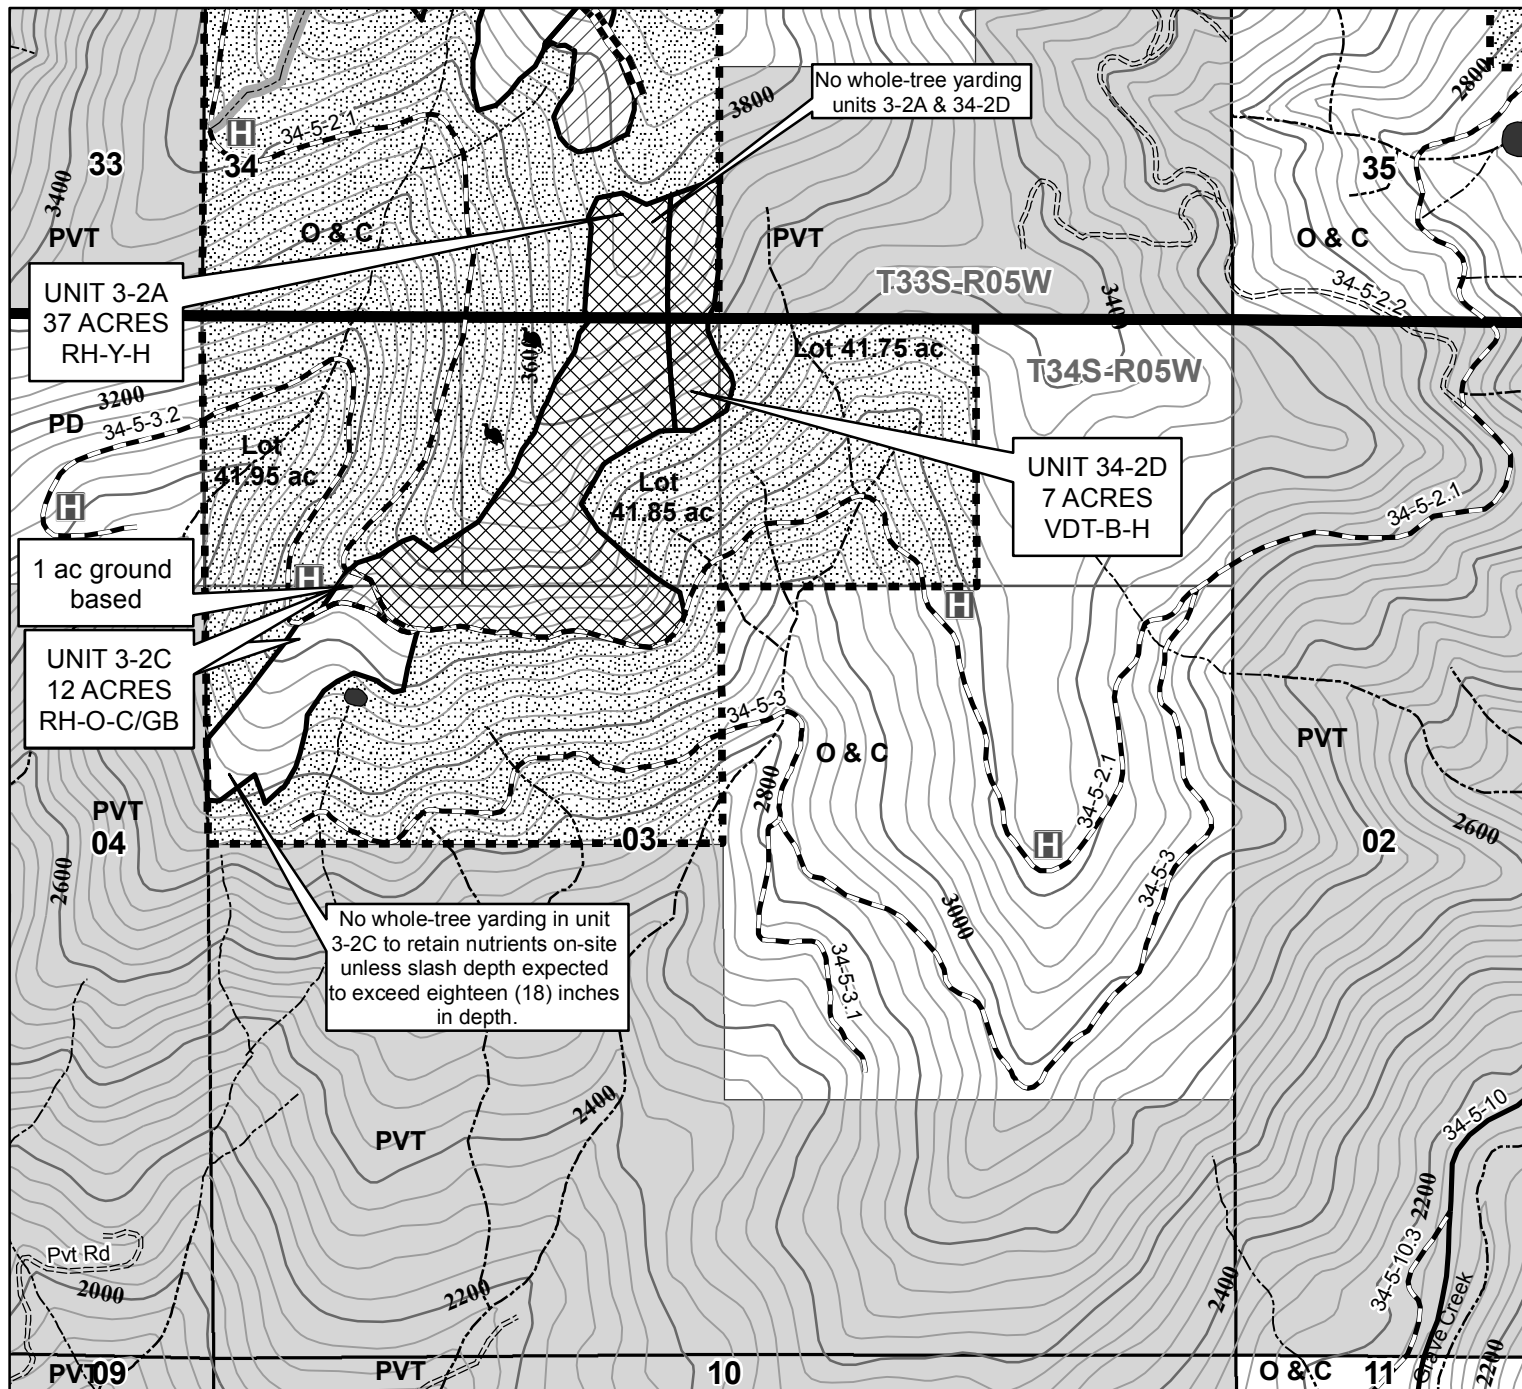 No whole-tree yarding
units 3-2A & 34-2D
3800
2800
H
34-5-2.1
33
34
35
3400
PVT
O & C
PVT
O & C
T33S-R05W
34-5-2-2
3400
UNIT 3-2A
37 ACRES
RH-Y-H
3600
Lot 41.75 ac
T34S-R05W
3200
PD
34-5-3.2
Lot
41.95 ac
Lot
41.85 ac
UNIT 34-2D
7 ACRES
VDT-B-H
H
34-5-2.1
1 ac ground
based
H
H
UNIT 3-2C
12 ACRES
RH-O-C/GB
34-5-3
O & C
PVT
2800
34-5-2.1
PVT
04
03
H
02
2600
2600
34-5-3
3000
No whole-tree yarding in unit
3-2C to retain nutrients on-site
unless slash depth expected
to exceed eighteen (18) inches
in depth.
34-5-3.1
2400
PVT
34-5-10
2200
Pvt Rd
2000
2200
2400
34-5-10.3
Grave Creek
2200
PVT
09
PVT
10
O & C
11